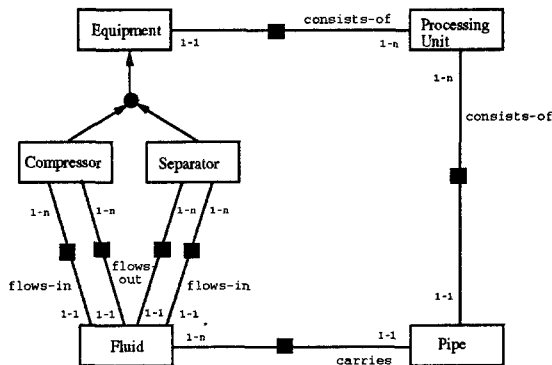 consists-of
Equipment
Processing
Unit
1-1
1-n
1-n
consists-of
Compressor
Separator
1-n
1-n
1-n
1-n
flows-in
flows-
out
flows-in
1-1
1-1
1-1
1-1
1-1
Fluid
1-n
1-1
Pipe
carries